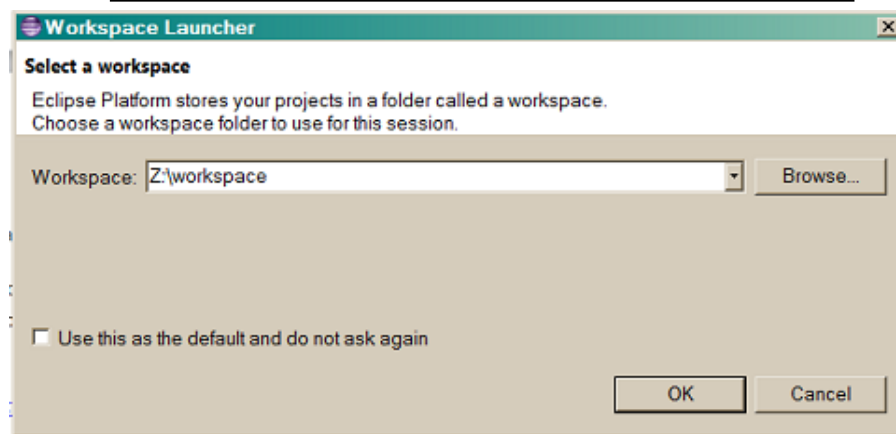 Workspace Launcher
Select a workspace
Eclipse Platform stores your projects in a folder called a workspace.
Choose a workspace folder to use for this session.
Workspace: Z:\workspace Browse...
Use this as the default and do not ask again
OK Cancel